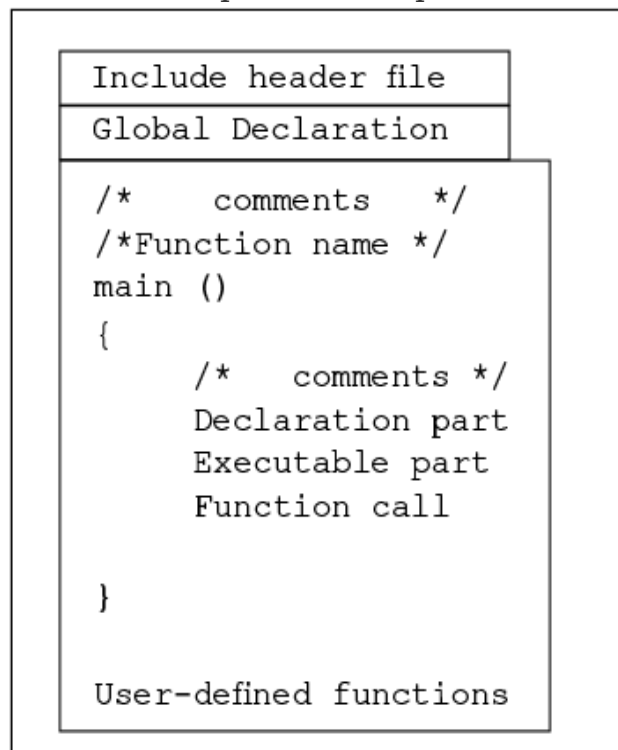 Include header file
Global Declaration
/* comments */
/*Function name */
main ()
{
/* comments */
Declaration part
Executable part
Function call
}
User-defined functions